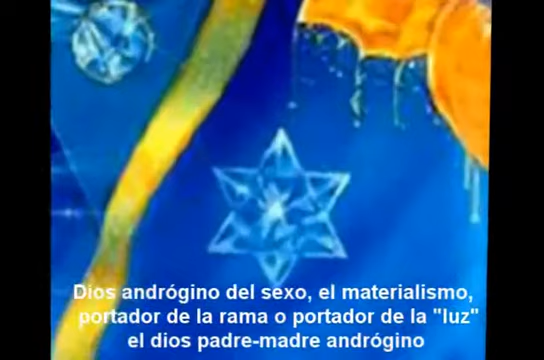 Dios andrógino del sexo, el materialismo,
portador de la rama o portador de la "luz"
el dios padre-madre andrógino